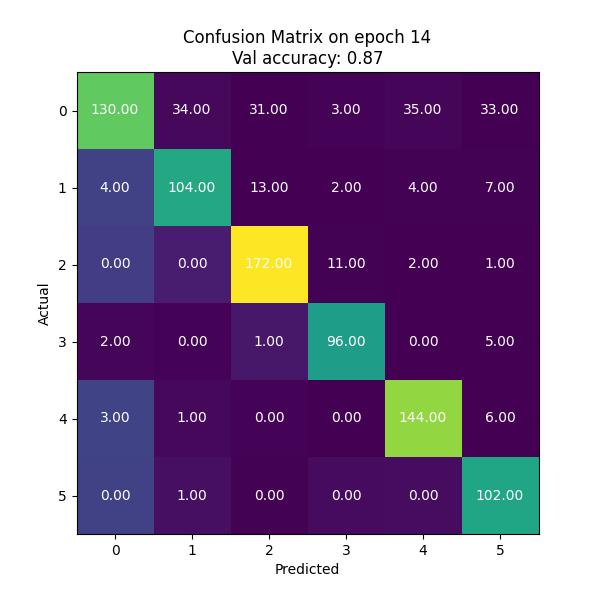 Confusion Matrix on epoch 14
Val accuracy: 0.87
0 130.00 34.00 31.00 3.00 35.00 33.00
1 4.00 104.00 13.00 2.00 4.00 7.00
2 0.00 0.00 172.00 11.00 2.00 1.00
Actual
3 2.00 0.00 1.00 96.00 0.00 5.00
4 3.00 1.00 0.00 0.00 144.00 6.00
5 0.00 1.00 0.00 0.00 0.00 102.00
0 1 2 3 4 5
Predicted